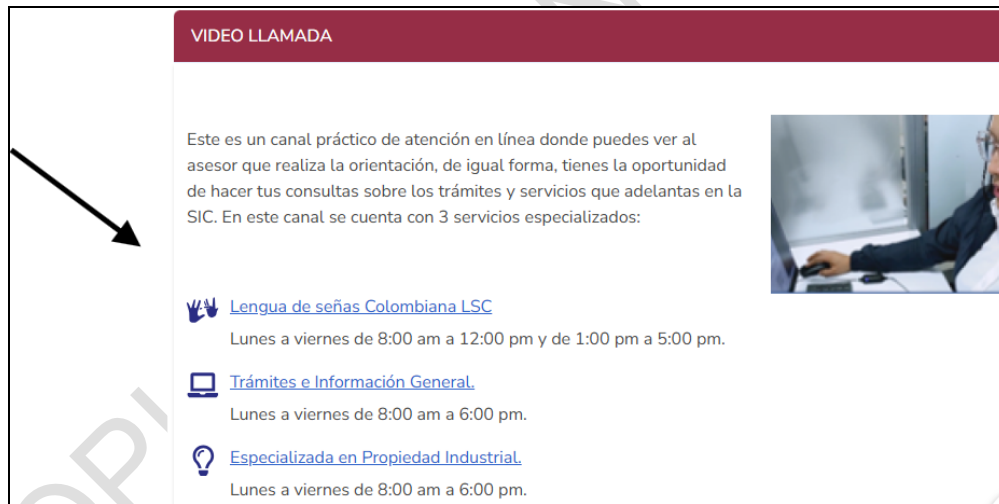 VIDEO LLAMADA
Este es un canal práctico de atención en línea donde puedes ver al
asesor que realiza la orientación, de igual forma, tienes la oportunidad
de hacer tus consultas sobre los trámites y servicios que adelantas en la
SIC. En este canal se cuenta con 3 servicios especializados:
Lengua de señas Colombiana LSC
Lunes a viernes de 8:00 am a 12:00 pm y de 1:00 pm a 5:00 pm.
Trámites e Información General.
Lunes a viernes de 8:00 am a 6:00 pm.
Especializada en Propiedad Industrial.
Lunes a viernes de 8:00 am a 6:00 pm.